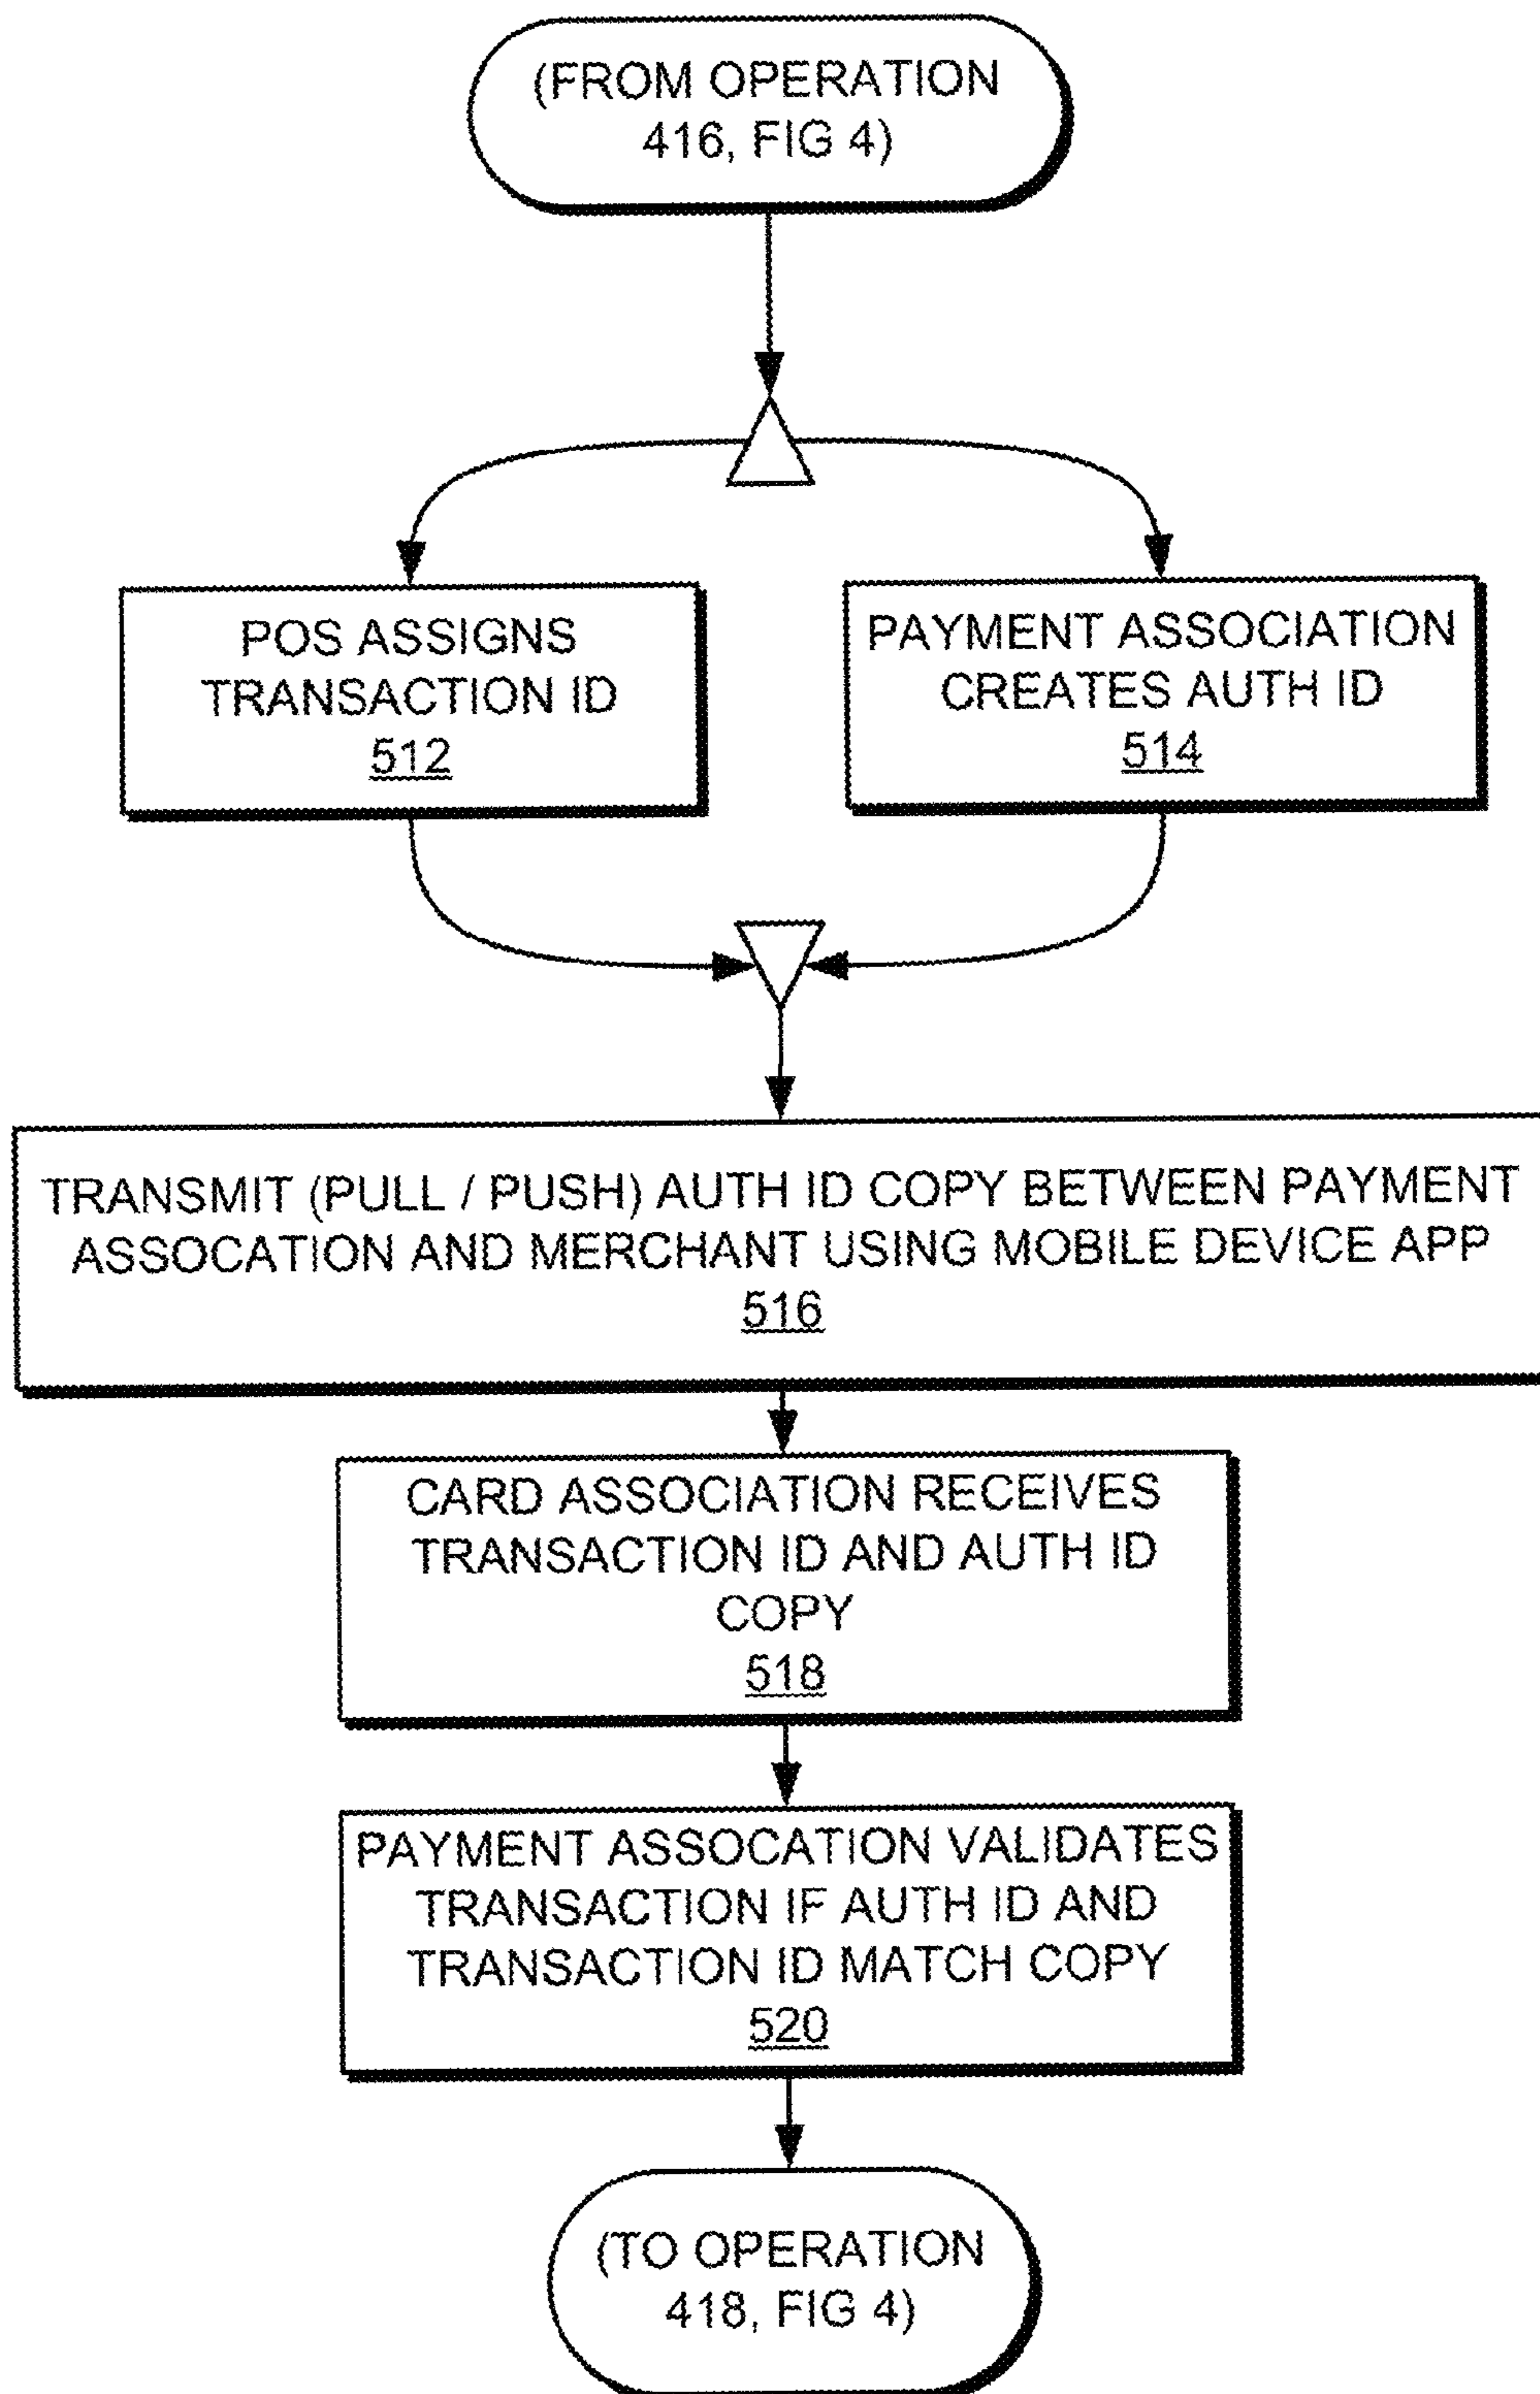 (FROM OPERATION
416, FIG 4)
POS ASSIGNS
TRANSACTION ID
512
PAYMENT ASSOCIATION
CREATES AUTH ID
514
TRANSMIT (PULL / PUSH) AUTH ID COPY BETWEEN PAYMENT
ASSOCATION AND MERCHANT USING MOBILE DEVICE APP
516
CARD ASSOCIATION RECEIVES
TRANSACTION ID AND AUTH ID
COPY
518
PAYMENT ASSOCATION VALIDATES
TRANSACTION IF AUTH ID AND
TRANSACTION ID MATCH COPY
520
(TO OPERATION
418, FIG 4)